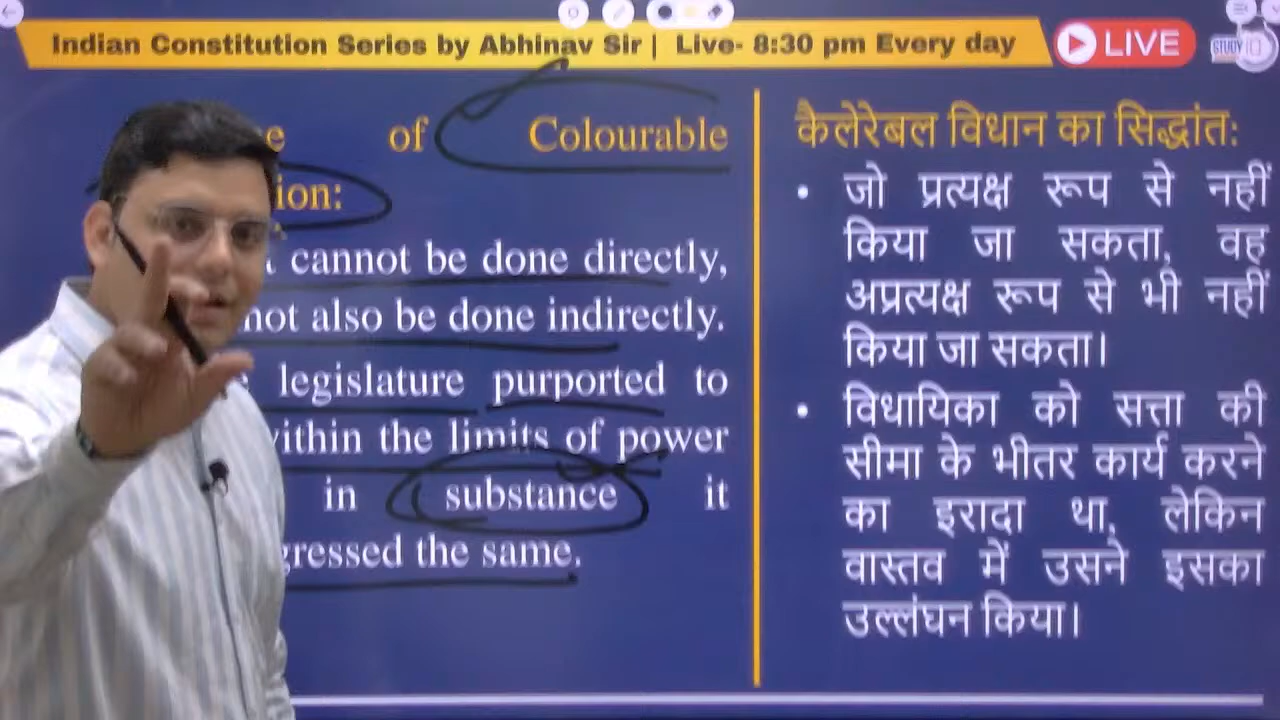 Indian Constitution Series by Abhinav Sir | Live- 8:30 pm Every day
LIVE
STUDY IQ
of Colourable
cannot be done directly,
not also be done indirectly.
legislature purported to
within the limits of power
in substance it
the same.
कैलेरेबल विधान का सिद्धांत:
• जो प्रत्यक्ष रूप से नहीं
किया जा सकता, वह
अप्रत्यक्ष रूप से भी नहीं
किया जा सकता।
• विधायिका को सत्ता की
सीमा के भीतर कार्य करने
का इरादा था, लेकिन
वास्तव में उसने इसका
उल्लंघन किया।